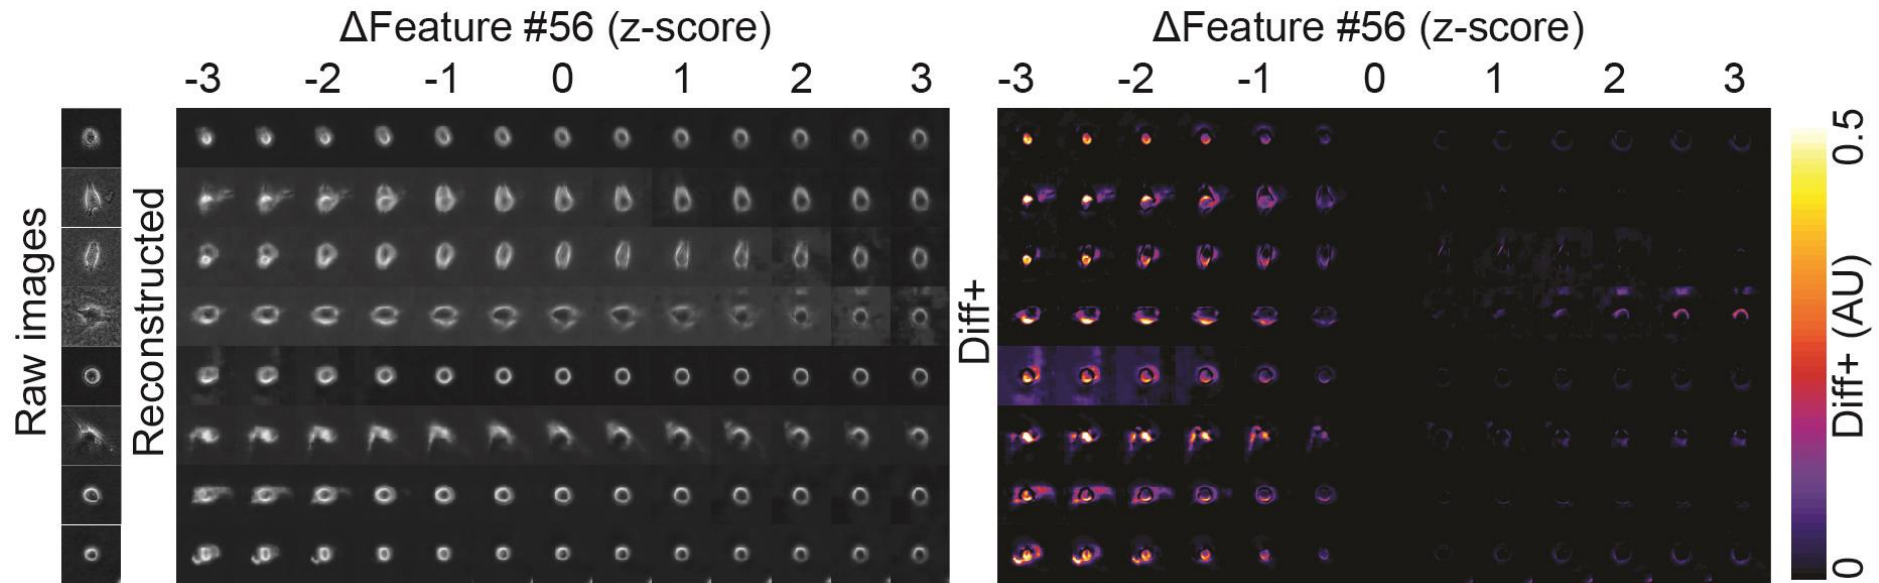 ΔFeature #56 (z-score)
-3 -2 -1 0 1 2 3
Raw images
Reconstructed
ΔFeature #56 (z-score)
-3 -2 -1 0 1 2 3
Diff+
0.5
Diff+ (AU)
0